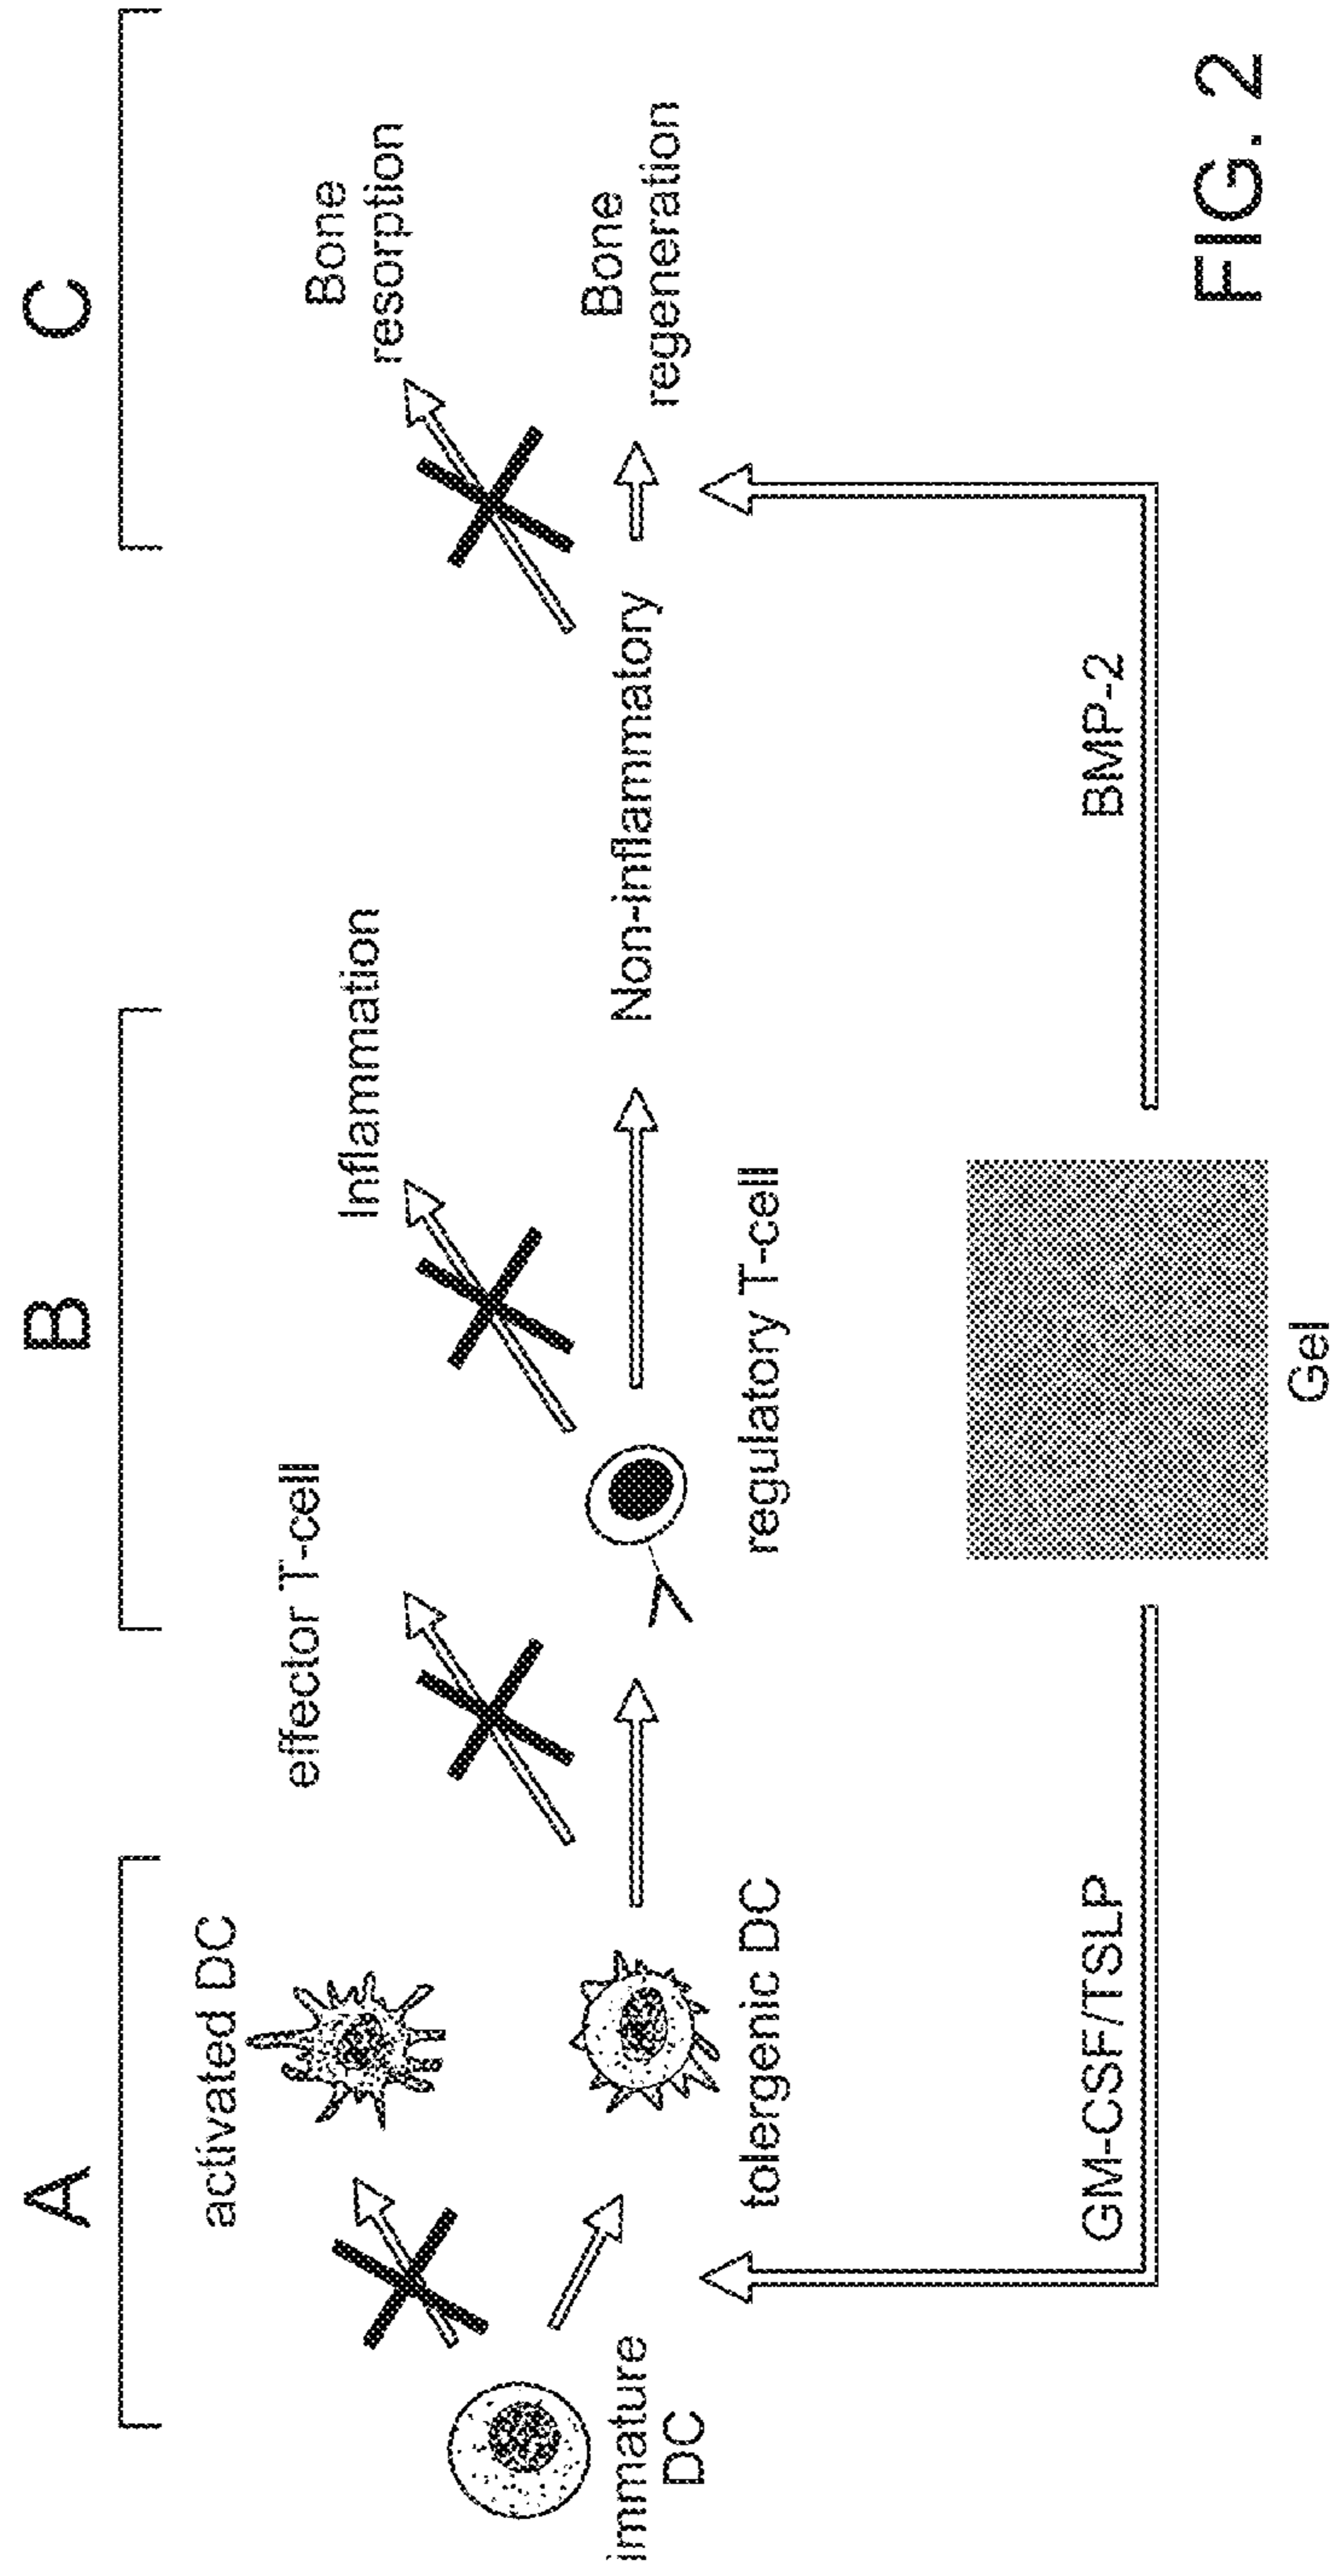 A
B
C
activated DC
effector T-cell
Inflammation
Bone
resorption
immature
DC
tolergenic DC
regulatory T-cell
Non-inflammatory
Bone
regeneration
GM-CSF/TSLP
BMP-2
Gel
FIG. 2